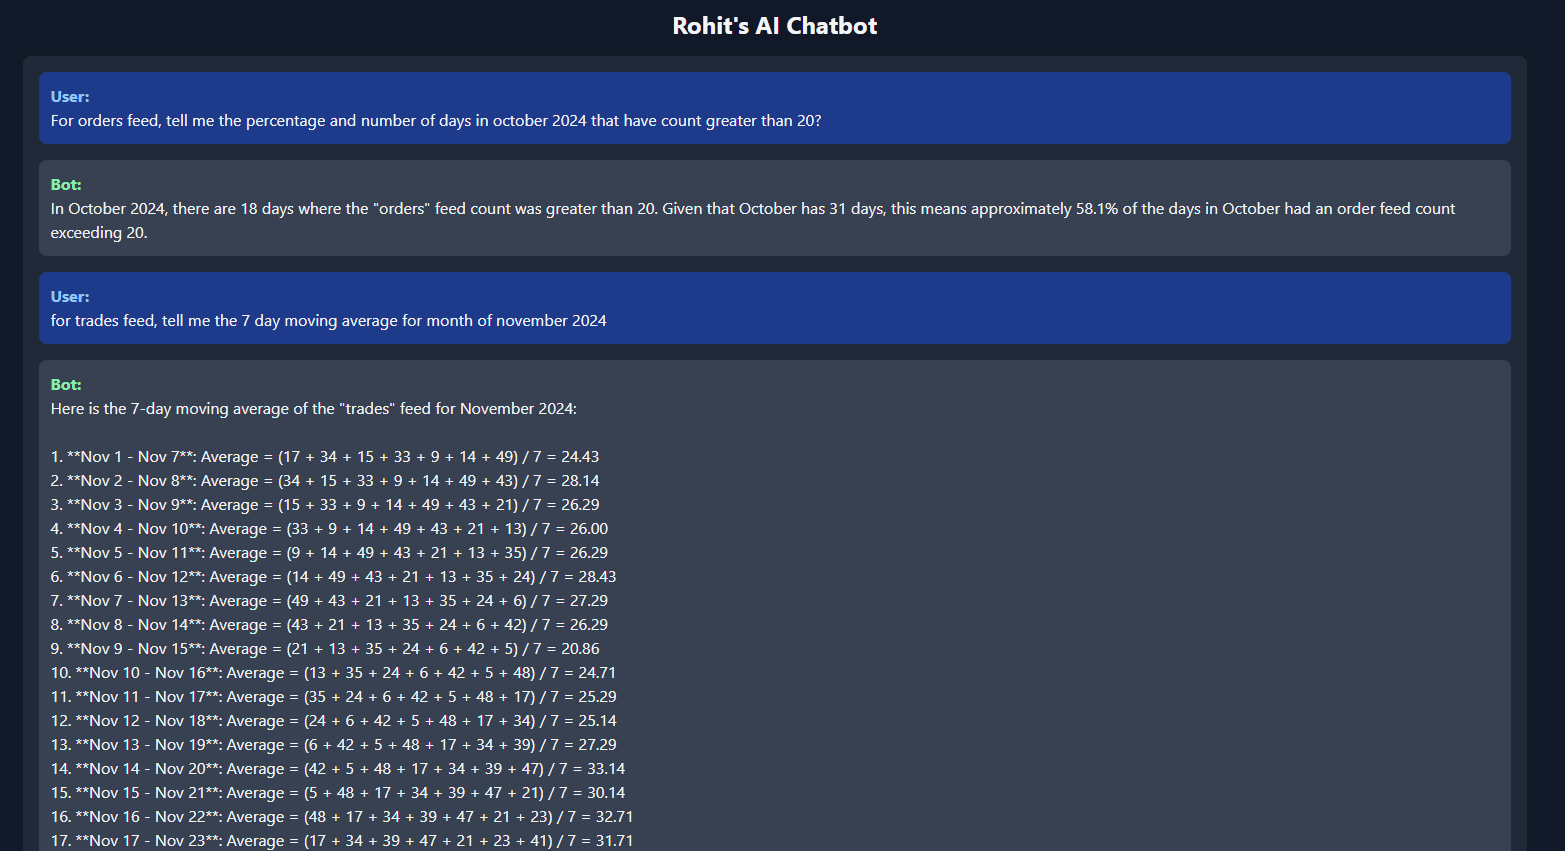 Rohit's AI Chatbot
User:
For orders feed, tell me the percentage and number of days in october 2024 that have count greater than 20?
Bot:
In October 2024, there are 18 days where the "orders" feed count was greater than 20. Given that October has 31 days, this means approximately 58.1% of the days in October had an order feed count
exceeding 20.
User:
for trades feed, tell me the 7 day moving average for month of november 2024
Bot:
Here is the 7-day moving average of the "trades" feed for November 2024:
1. **Nov 1 - Nov 7**: Average = (17 + 34 + 15 + 33 + 9 + 14 + 49) / 7 = 24.43
2. **Nov 2 - Nov 8**: Average = (34 + 15 + 33 + 9 + 14 + 49 + 43) / 7 = 28.14
3. **Nov 3 - Nov 9**: Average = (15 + 33 + 9 + 14 + 49 + 43 + 21) / 7 = 26.29
4. **Nov 4 - Nov 10**: Average = (33 + 9 + 14 + 49 + 43 + 21 + 13) / 7 = 26.00
5. **Nov 5 - Nov 11**: Average = (9 + 14 + 49 + 43 + 21 + 13 + 35) / 7 = 26.29
6. **Nov 6 - Nov 12**: Average = (14 + 49 + 43 + 21 + 13 + 35 + 24) / 7 = 28.43
7. **Nov 7 - Nov 13**: Average = (49 + 43 + 21 + 13 + 35 + 24 + 6) / 7 = 27.29
8. **Nov 8 - Nov 14**: Average = (43 + 21 + 13 + 35 + 24 + 6 + 42) / 7 = 26.29
9. **Nov 9 - Nov 15**: Average = (21 + 13 + 35 + 24 + 6 + 42 + 5) / 7 = 20.86
10. **Nov 10 - Nov 16**: Average = (13 + 35 + 24 + 6 + 42 + 5 + 48) / 7 = 24.71
11. **Nov 11 - Nov 17**: Average = (35 + 24 + 6 + 42 + 5 + 48 + 17) / 7 = 25.29
12. **Nov 12 - Nov 18**: Average = (24 + 6 + 42 + 5 + 48 + 17 + 34) / 7 = 25.14
13. **Nov 13 - Nov 19**: Average = (6 + 42 + 5 + 48 + 17 + 34 + 39) / 7 = 27.29
14. **Nov 14 - Nov 20**: Average = (42 + 5 + 48 + 17 + 34 + 39 + 47) / 7 = 33.14
15. **Nov 15 - Nov 21**: Average = (5 + 48 + 17 + 34 + 39 + 47 + 21) / 7 = 30.14
16. **Nov 16 - Nov 22**: Average = (48 + 17 + 34 + 39 + 47 + 21 + 23) / 7 = 32.71
17. **Nov 17 - Nov 23**: Average = (17 + 34 + 39 + 47 + 21 + 23 + 41) / 7 = 31.71